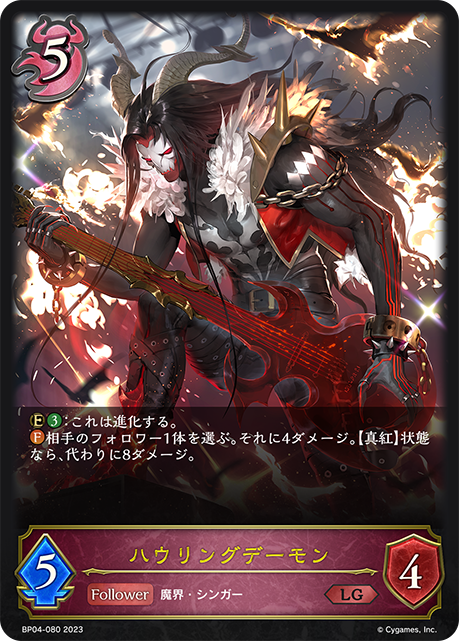 5
E 3:これは進化する。
F 相手のフォロワー1体を選ぶ。それに4ダメージ。【真紅】状態
なら、代わりに8ダメージ。
ハウリングデーモン
5
Follower 魔界・シンガー LG
4
BP04-080 2023 © Cygames, Inc.